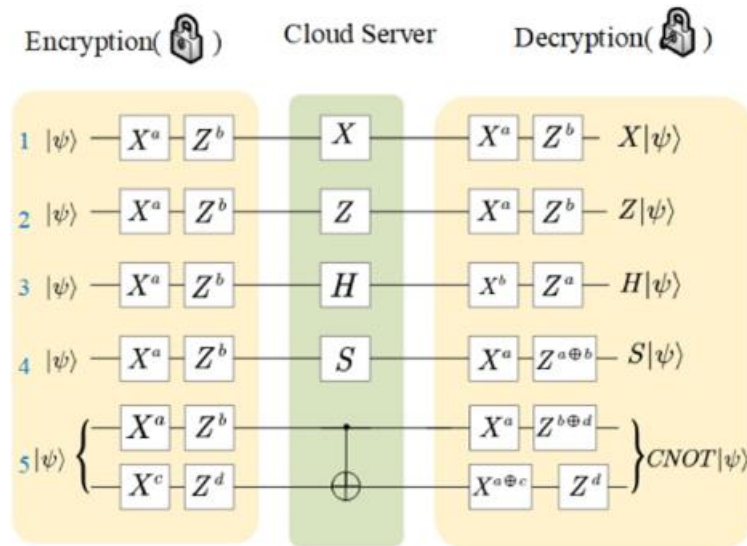 Encryption( ) Cloud Server Decryption( )
1 |ψ⟩ X^a Z^b X X^a Z^b X|ψ⟩
2 |ψ⟩ X^a Z^b Z X^a Z^b Z|ψ⟩
3 |ψ⟩ X^a Z^b H X^b Z^a H|ψ⟩
4 |ψ⟩ X^a Z^b S X^a Z^{a⊕b} S|ψ⟩
X^a Z^b X^a Z^{b⊕d}
5 |ψ⟩ { } CNOT|ψ⟩
X^c Z^d X^{a⊕c} Z^d